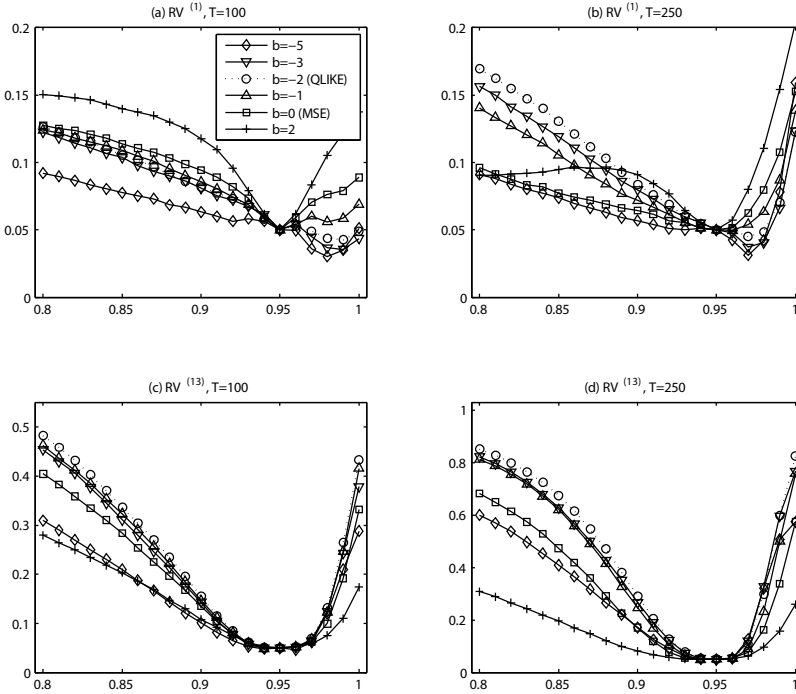 (a) RV (1), T=100
0.2
0.15
0.1
0.05
0
0.8 0.85 0.9 0.95 1
b=−5
b=−3
b=−2 (QLIKE)
b=−1
b=0 (MSE)
b=2
(b) RV (1), T=250
0.2
0.15
0.1
0.05
0
0.8 0.85 0.9 0.95 1
(c) RV (13), T=100
0.5
0.4
0.3
0.2
0.1
0
0.8 0.85 0.9 0.95 1
(d) RV (13), T=250
1
0.8
0.6
0.4
0.2
0
0.8 0.85 0.9 0.95 1